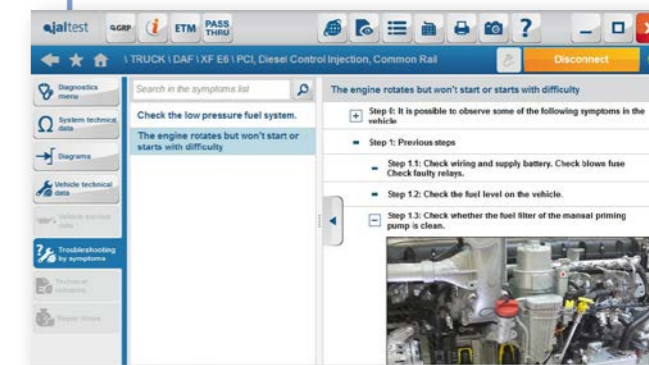 jaltest
GRP
ETM
PASS
THRU
?
\ TRUCK \ DAF \ XF E6 \ PCI, Diesel Control Injection, Common Rail
Disconnect
Diagnostics
menu
System technical
data
Diagrams
Vehicle technical
data
Vehicle service
data
Troubleshooting
by symptoms
Technical
Search in the symptoms list
Check the low pressure fuel system.
The engine rotates but won't start or
starts with difficulty
The engine rotates but won't start or starts with difficulty
Step 0: It is possible to observe some of the following symptoms in the
vehicle
Step 1: Previous steps
Step 1.1: Check wiring and supply battery. Check blown fuse
Check faulty relays.
Step 1.2: Check the fuel level on the vehicle.
Step 1.3: Check whether the fuel filter of the manual priming
pump is clean.